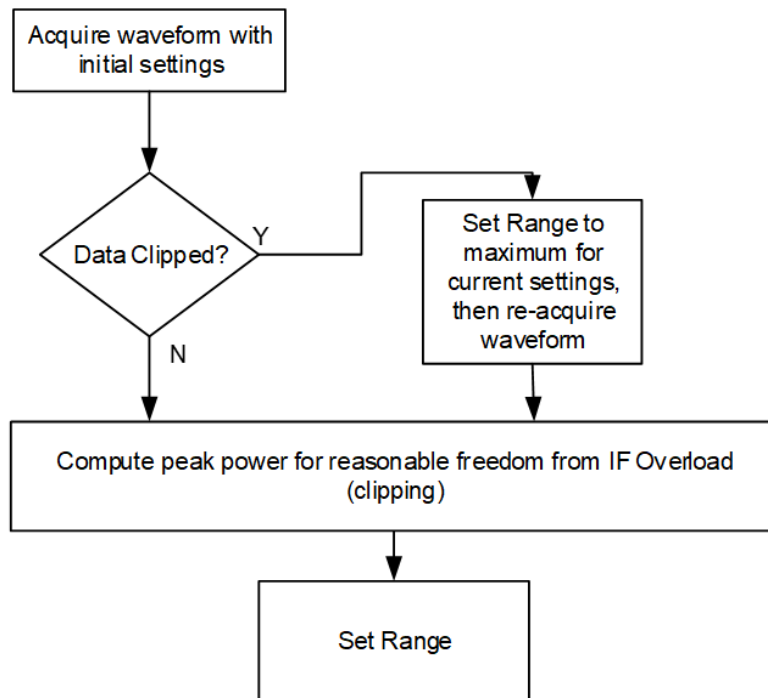 Acquire waveform with
initial settings
Data Clipped?
Y
Set Range to
maximum for
current settings,
then re-acquire
waveform
N
Compute peak power for reasonable freedom from IF Overload
(clipping)
Set Range